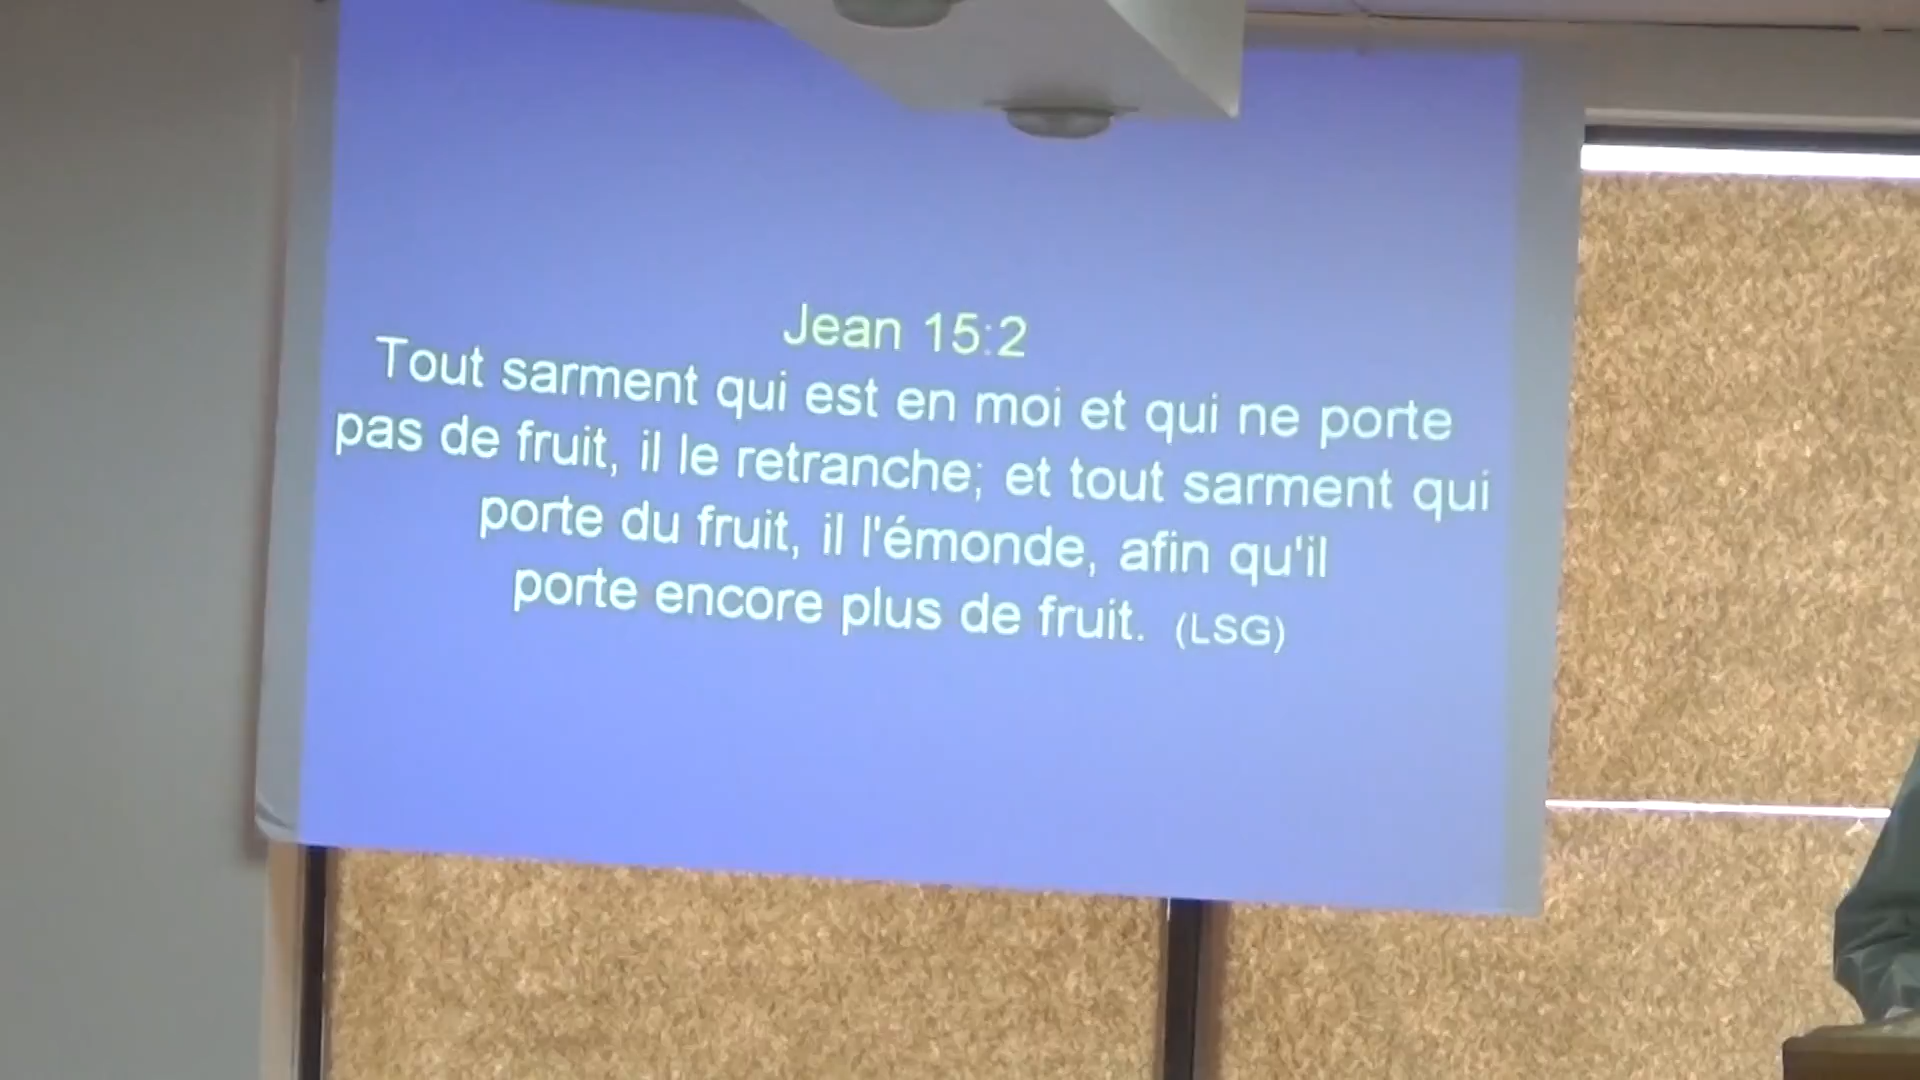 Jean 15:2
Tout sarment qui est en moi et qui ne porte
pas de fruit, il le retranche; et tout sarment qui
porte du fruit, il l'émonde, afin qu'il
porte encore plus de fruit. (LSG)